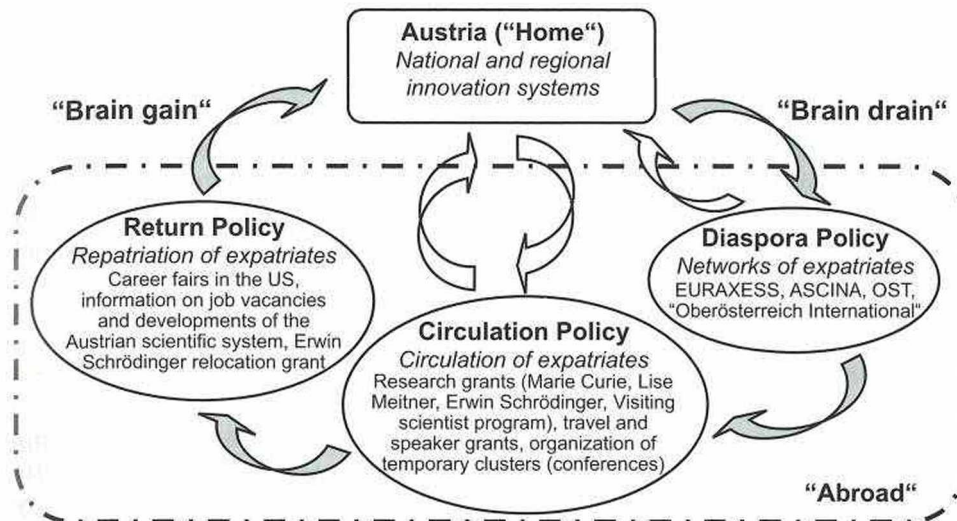 Austria (“Home“)
National and regional
innovation systems
“Brain gain“
“Brain drain“
Return Policy
Repatriation of expatriates
Career fairs in the US,
information on job vacancies
and developments of the
Austrian scientific system, Erwin
Schrödinger relocation grant
Diaspora Policy
Networks of expatriates
EURAXESS, ASCINA, OST,
“Oberösterreich International“
Circulation Policy
Circulation of expatriates
Research grants (Marie Curie, Lise
Meitner, Erwin Schrödinger, Visiting
scientist program), travel and
speaker grants, organization of
temporary clusters (conferences)
“Abroad“